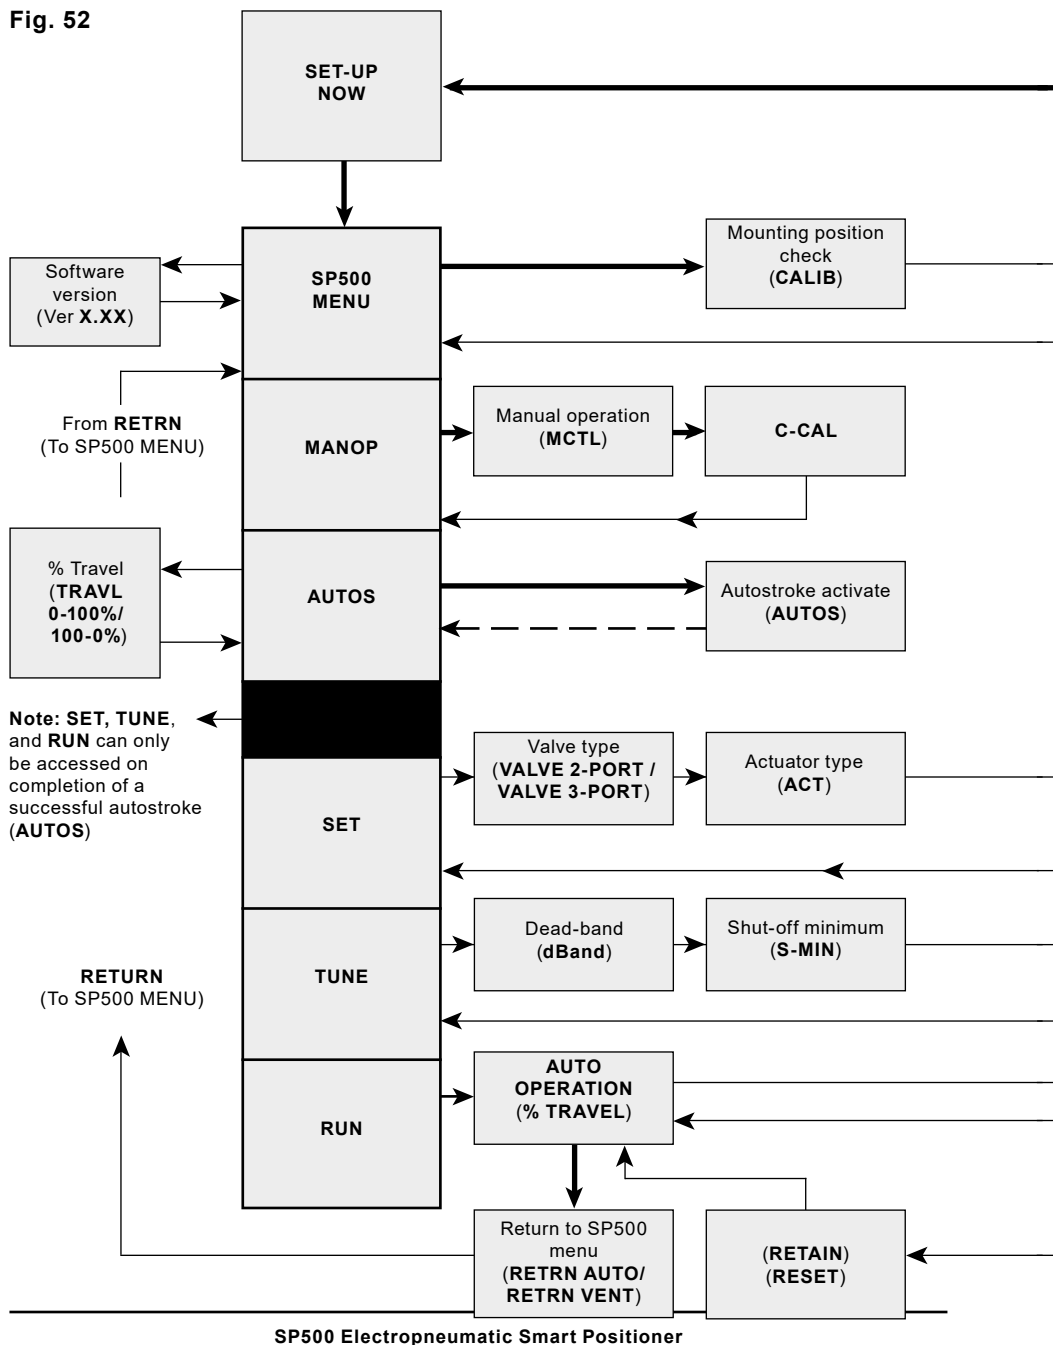 Fig. 52
SET-UP
NOW
SP500
MENU
Mounting position
check
(CALIB)
Software
version
(Ver X.XX)
From RETRN
(To SP500 MENU)
MANOP
Manual operation
(MCTL)
C-CAL
% Travel
(TRAVL
0-100%/
100-0%)
AUTOS
Autostroke activate
(AUTOS)
Note: SET, TUNE,
and RUN can only
be accessed on
completion of a
successful autostroke
(AUTOS)
SET
Valve type
(VALVE 2-PORT /
VALVE 3-PORT)
Actuator type
(ACT)
TUNE
Dead-band
(dBand)
Shut-off minimum
(S-MIN)
RETURN
(To SP500 MENU)
RUN
AUTO
OPERATION
(% TRAVEL)
Return to SP500
menu
(RETRN AUTO/
RETRN VENT)
(RETAIN)
(RESET)
SP500 Electropneumatic Smart Positioner